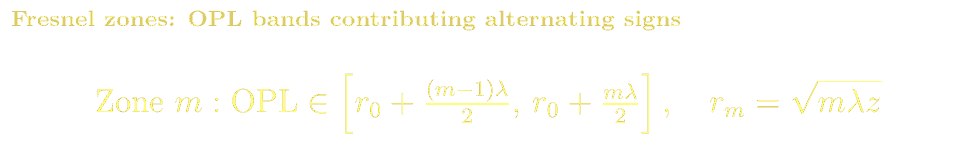 Fresnel zones: OPL bands contributing alternating signs
Zone m : OPL ∈ [r₀ + (m−1)λ/2, r₀ + mλ/2], r_m = √(mλz)